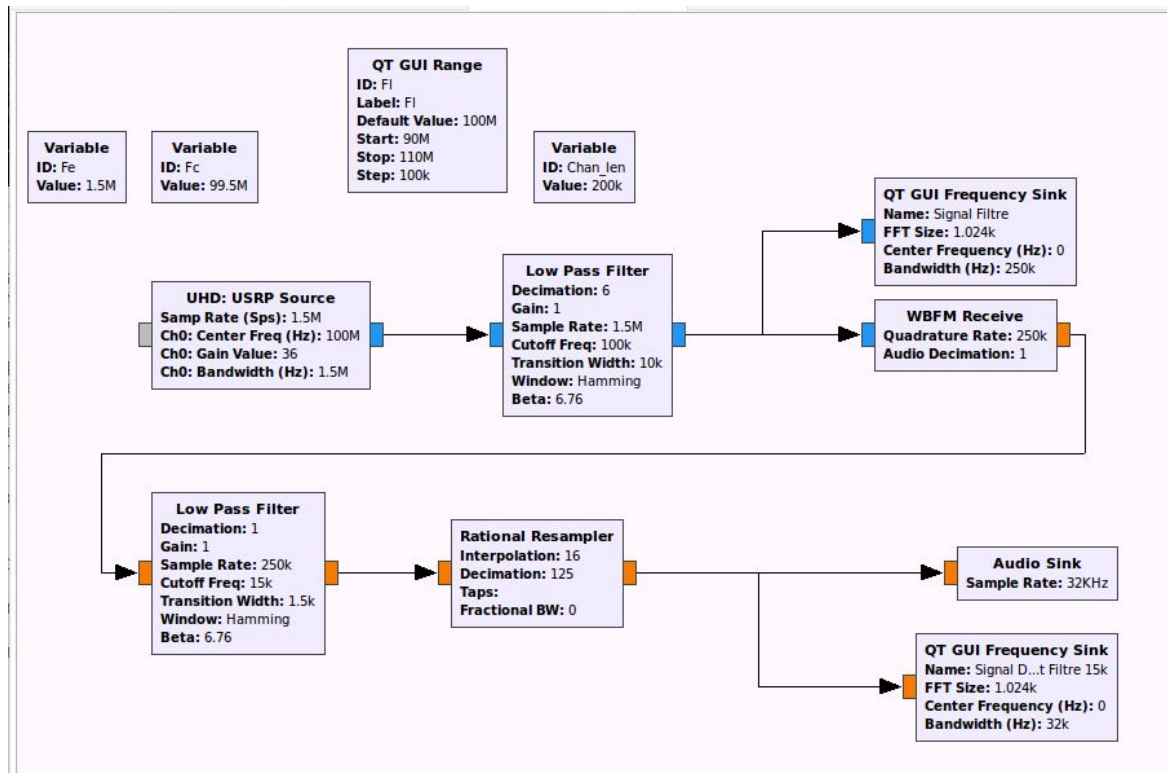 QT GUI Range
ID: Fl
Label: Fl
Default Value: 100M
Start: 90M
Stop: 110M
Step: 100k
Variable
ID: Fe
Value: 1.5M
Variable
ID: Fc
Value: 99.5M
Variable
ID: Chan_len
Value: 200k
QT GUI Frequency Sink
Name: Signal Filtre
FFT Size: 1.024k
Center Frequency (Hz): 0
Bandwidth (Hz): 250k
UHD: USRP Source
Samp Rate (Sps): 1.5M
Ch0: Center Freq (Hz): 100M
Ch0: Gain Value: 36
Ch0: Bandwidth (Hz): 1.5M
Low Pass Filter
Decimation: 6
Gain: 1
Sample Rate: 1.5M
Cutoff Freq: 100k
Transition Width: 10k
Window: Hamming
Beta: 6.76
WBFM Receive
Quadrature Rate: 250k
Audio Decimation: 1
Low Pass Filter
Decimation: 1
Gain: 1
Sample Rate: 250k
Cutoff Freq: 15k
Transition Width: 1.5k
Window: Hamming
Beta: 6.76
Rational Resampler
Interpolation: 16
Decimation: 125
Taps:
Fractional BW: 0
Audio Sink
Sample Rate: 32KHz
QT GUI Frequency Sink
Name: Signal D...t Filtre 15k
FFT Size: 1.024k
Center Frequency (Hz): 0
Bandwidth (Hz): 32k